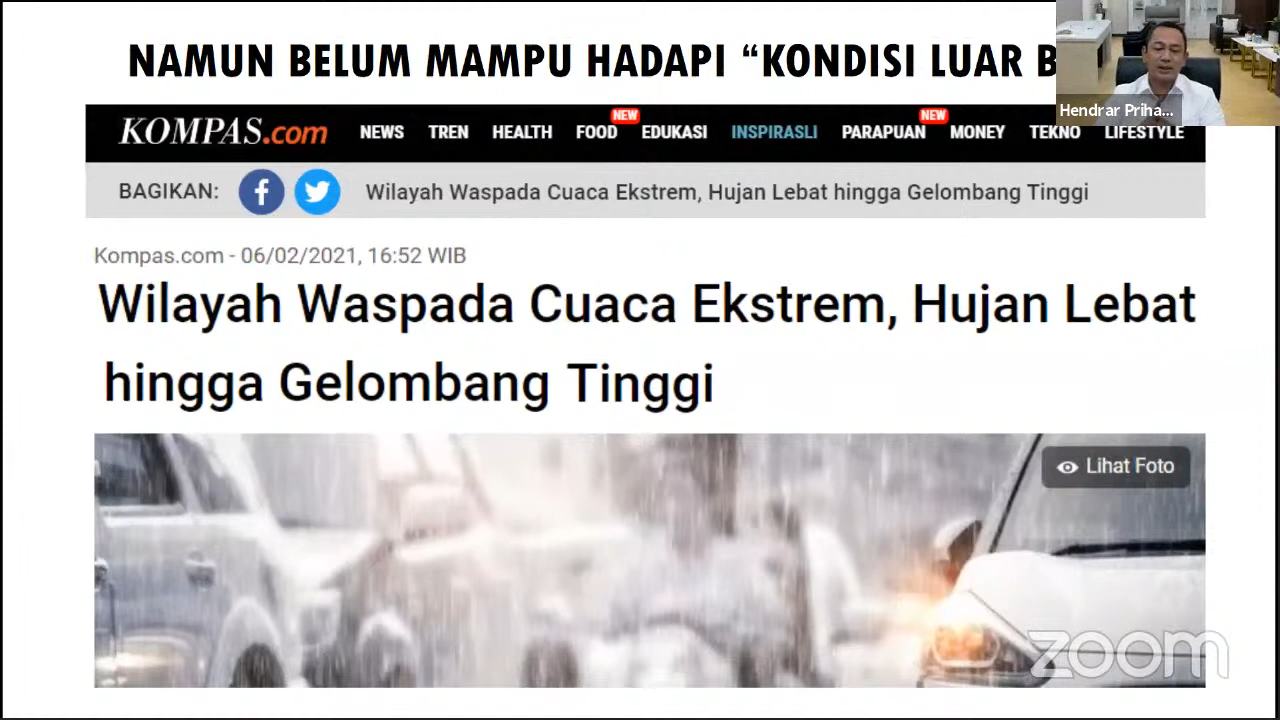 NAMUN BELUM MAMPU HADAPI “KONDISI LUAR B
Hendrar Priha...
KOMPAS.com NEWS TREN HEALTH FOOD NEW EDUKASI INSPIRASLI PARAPUAN NEW MONEY TEKNO LIFESTYLE
BAGIKAN: Wilayah Waspada Cuaca Ekstrem, Hujan Lebat hingga Gelombang Tinggi
Kompas.com - 06/02/2021, 16:52 WIB
Wilayah Waspada Cuaca Ekstrem, Hujan Lebat
hingga Gelombang Tinggi
Lihat Foto
zoom